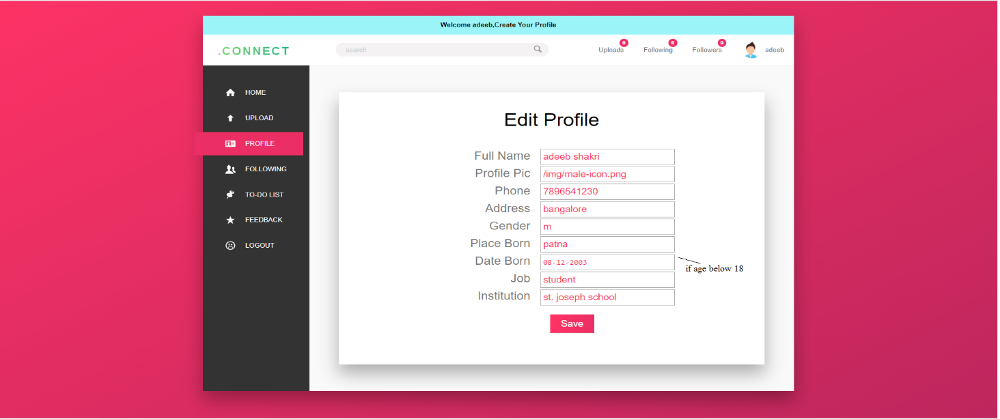 Welcome adeeb,Create Your Profile
.CONNECT
search
Uploads 0
Following 0
Followers 0
adeeb
HOME
UPLOAD
PROFILE
FOLLOWING
TO-DO LIST
FEEDBACK
LOGOUT
Edit Profile
Full Name adeeb shakri
Profile Pic /img/male-icon.png
Phone 7896541230
Address bangalore
Gender m
Place Born patna
Date Born 08-12-2003
if age below 18
Job student
Institution st. joseph school
Save